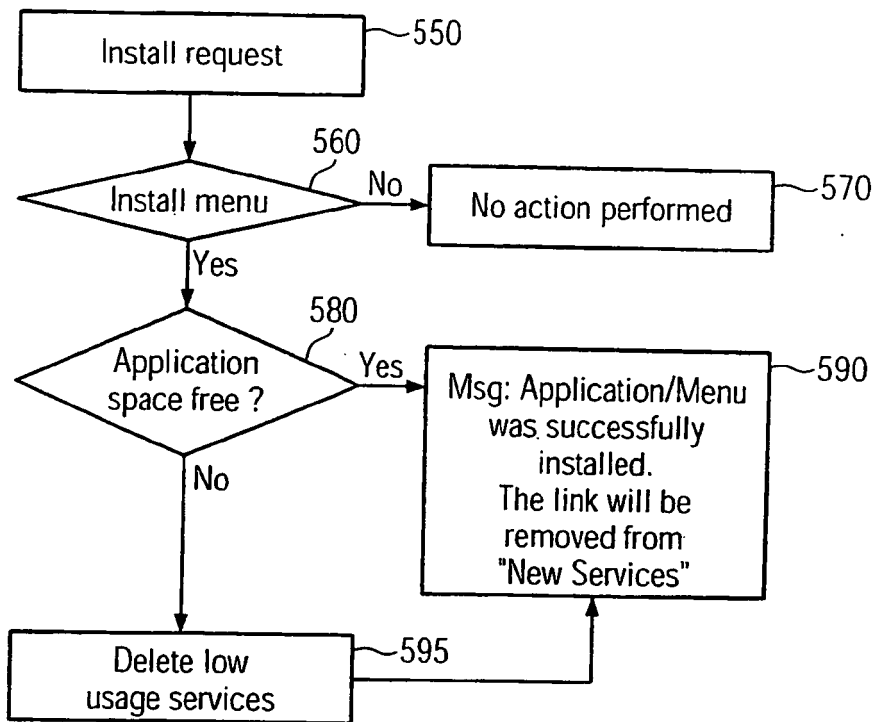 Install request
550
560
Install menu
No
No action performed
570
Yes
580
Application
space free ?
Yes
Msg: Application/Menu
was successfully
installed.
The link will be
removed from
"New Services"
590
No
Delete low
usage services
595